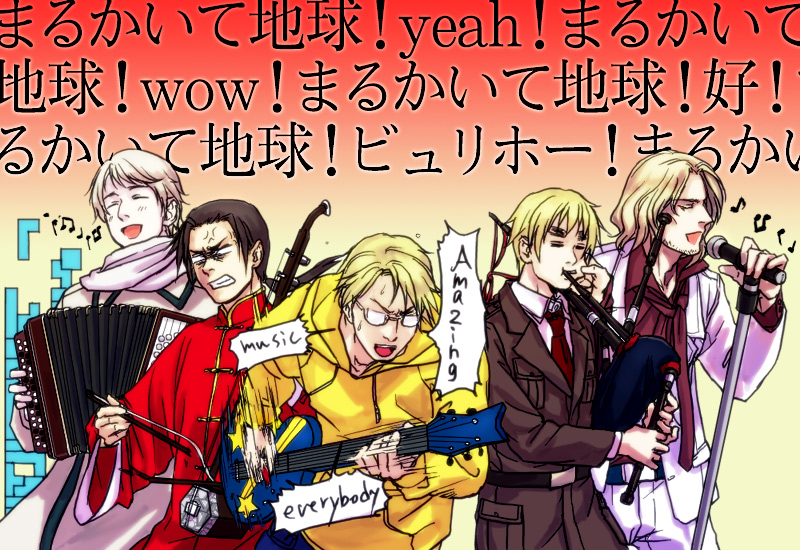 まるかいて地球！yeah！まるかいて
地球！wow！まるかいて地球！好！
るかいて地球！ビュリホー！まるかい
Amazing
music
everybody